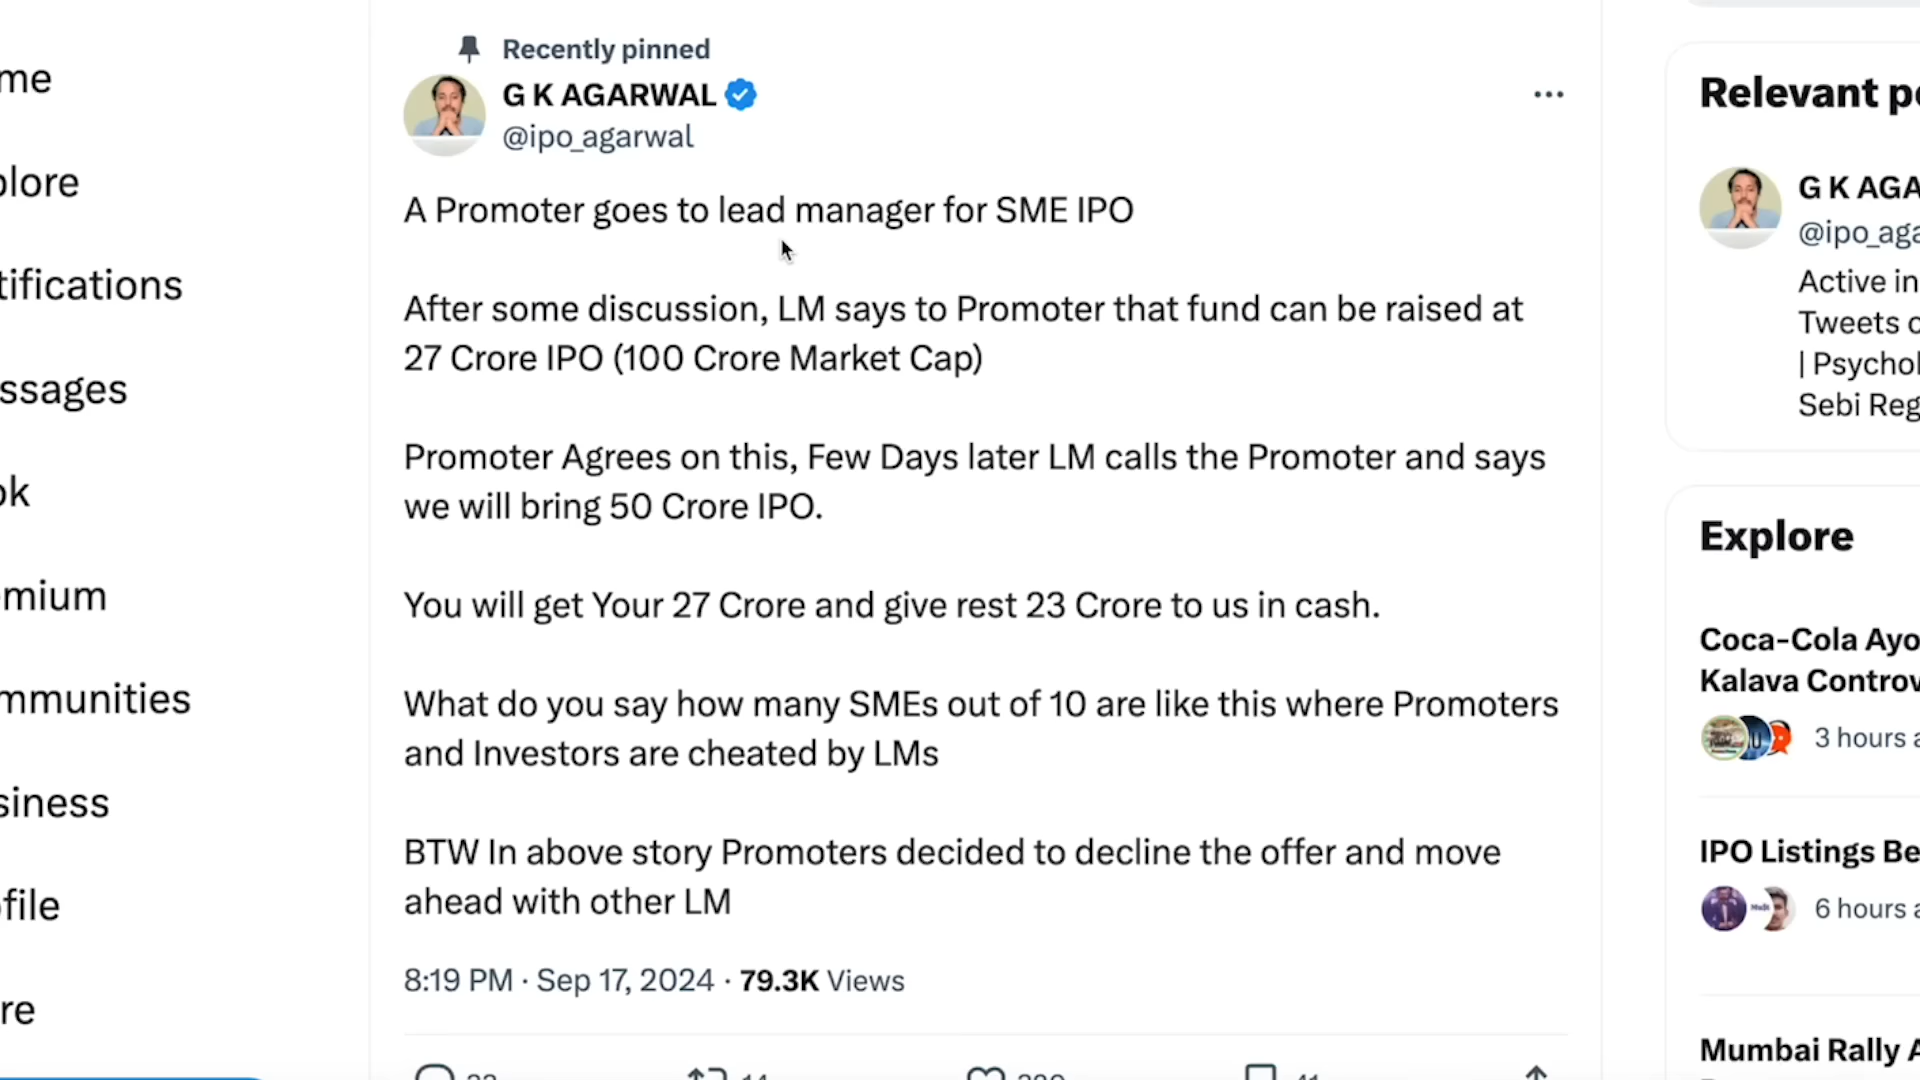 Recently pinned
G K AGARWAL
@ipo_agarwal
A Promoter goes to lead manager for SME IPO
After some discussion, LM says to Promoter that fund can be raised at
27 Crore IPO (100 Crore Market Cap)
Promoter Agrees on this, Few Days later LM calls the Promoter and says
we will bring 50 Crore IPO.
You will get Your 27 Crore and give rest 23 Crore to us in cash.
What do you say how many SMEs out of 10 are like this where Promoters
and Investors are cheated by LMs
BTW In above story Promoters decided to decline the offer and move
ahead with other LM
8:19 PM · Sep 17, 2024 · 79.3K Views
me
plore
tifications
ssages
ok
emium
mmunities
siness
ofile
re
Relevant pe
G K AGA
@ipo_aga
Active in
Tweets o
| Psychol
Sebi Reg
Explore
Coca-Cola Ayo
Kalava Controv
3 hours a
IPO Listings Be
6 hours a
Mumbai Rally A